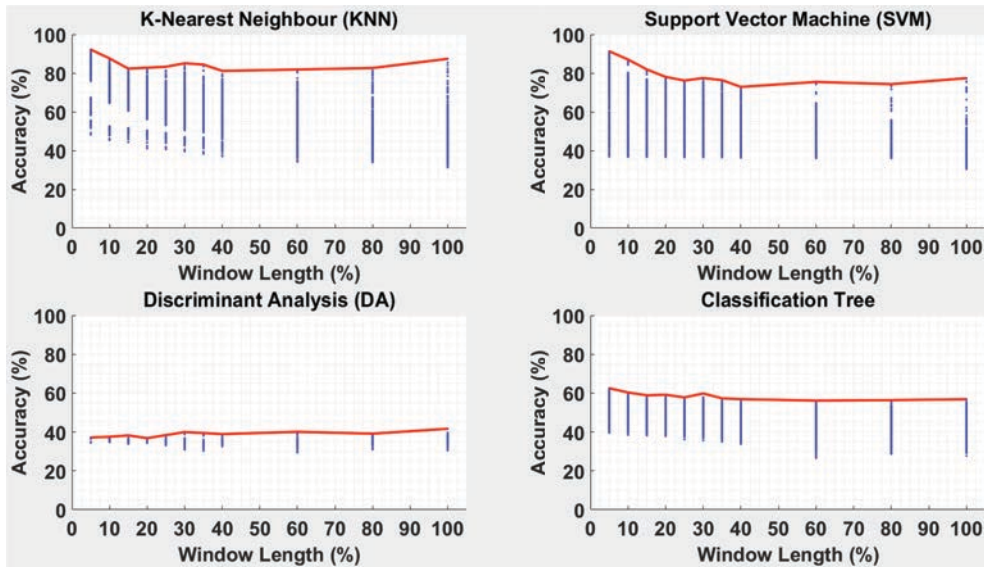 K-Nearest Neighbour (KNN)
100
80
60
40
20
0
Accuracy (%)
0 10 20 30 40 50 60 70 80 90 100
Window Length (%)
Support Vector Machine (SVM)
100
80
60
40
20
0
Accuracy (%)
0 10 20 30 40 50 60 70 80 90 100
Window Length (%)
Discriminant Analysis (DA)
100
80
60
40
20
0
Accuracy (%)
0 10 20 30 40 50 60 70 80 90 100
Window Length (%)
Classification Tree
100
80
60
40
20
0
Accuracy (%)
0 10 20 30 40 50 60 70 80 90 100
Window Length (%)